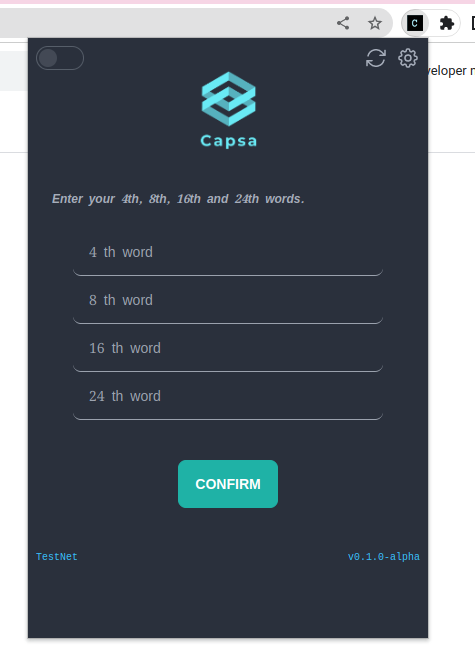 C
veloper m
Capsa
Enter your 4th, 8th, 16th and 24th words.
4 th word
8 th word
16 th word
24 th word
CONFIRM
TestNet
v0.1.0-alpha